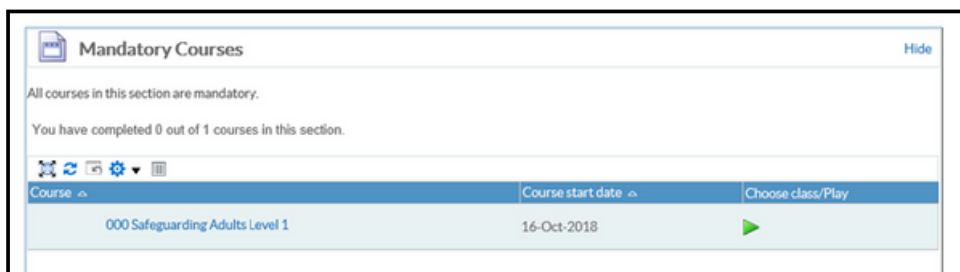 Mandatory Courses Hide
All courses in this section are mandatory.
You have completed 0 out of 1 courses in this section.
Course Course start date Choose class/Play
000 Safeguarding Adults Level 1 16-Oct-2018